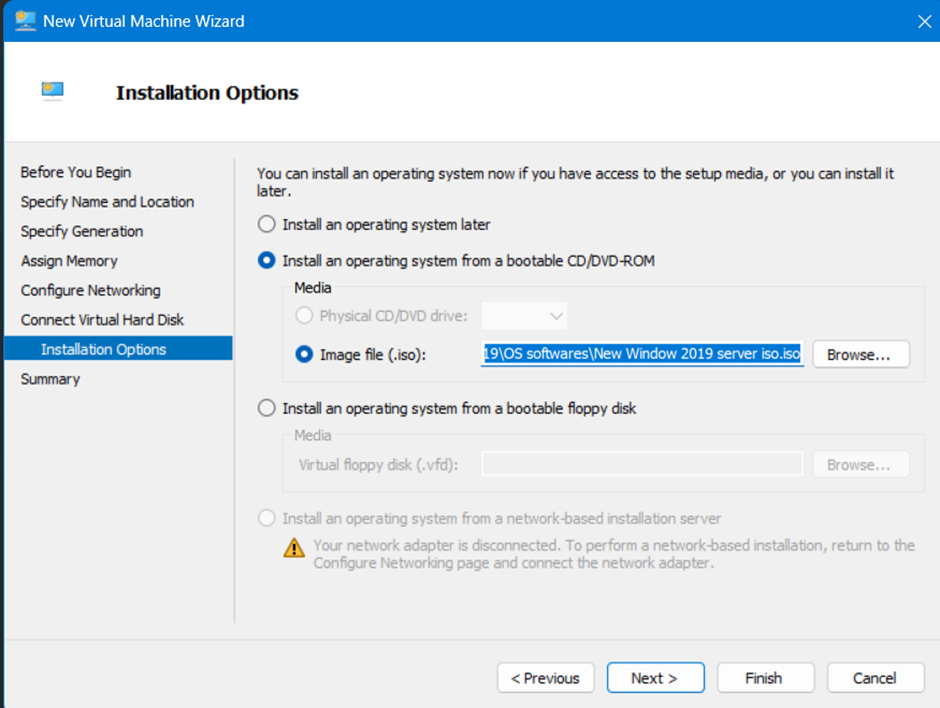 New Virtual Machine Wizard
Installation Options
Before You Begin
Specify Name and Location
Specify Generation
Assign Memory
Configure Networking
Connect Virtual Hard Disk
Installation Options
Summary
You can install an operating system now if you have access to the setup media, or you can install it
later.
Install an operating system later
Install an operating system from a bootable CD/DVD-ROM
Media
Physical CD/DVD drive:
Image file (.iso):
19\OS softwares\New Window 2019 server iso.iso
Browse...
Install an operating system from a bootable floppy disk
Media
Virtual floppy disk (.vfd):
Browse...
Install an operating system from a network-based installation server
Your network adapter is disconnected. To perform a network-based installation, return to the
Configure Networking page and connect the network adapter.
< Previous
Next >
Finish
Cancel